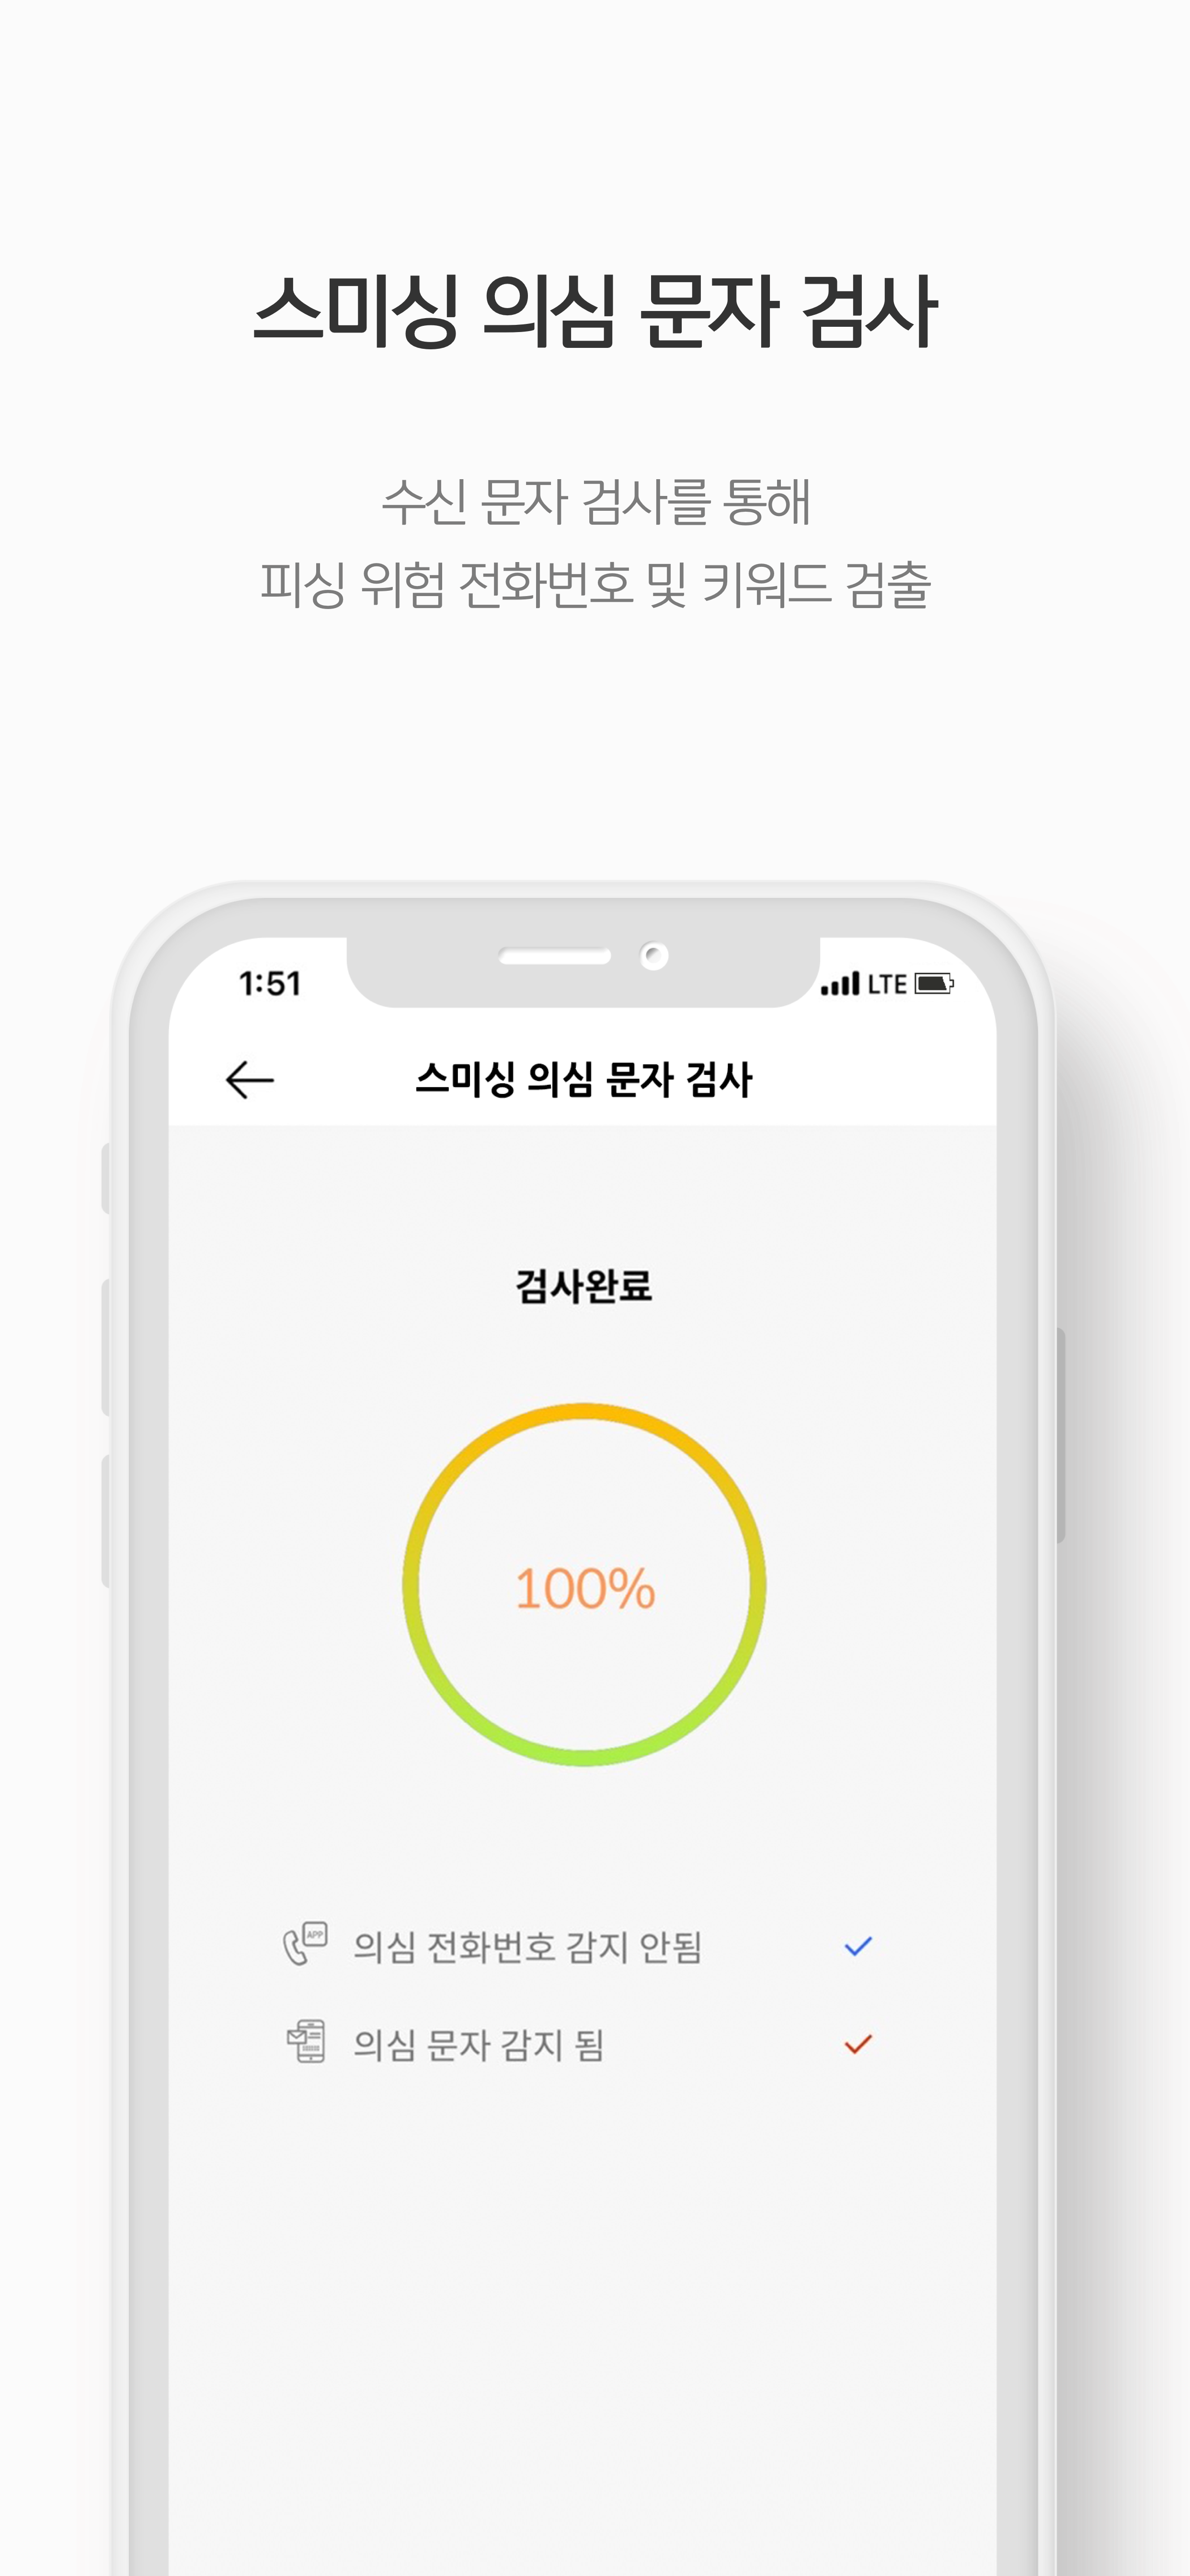 스미싱 의심 문자 검사
수신 문자 검사를 통해
피싱 위험 전화번호 및 키워드 검출
1:51
LTE
스미싱 의심 문자 검사
검사완료
100%
APP
의심 전화번호 감지 안됨
의심 문자 감지 됨